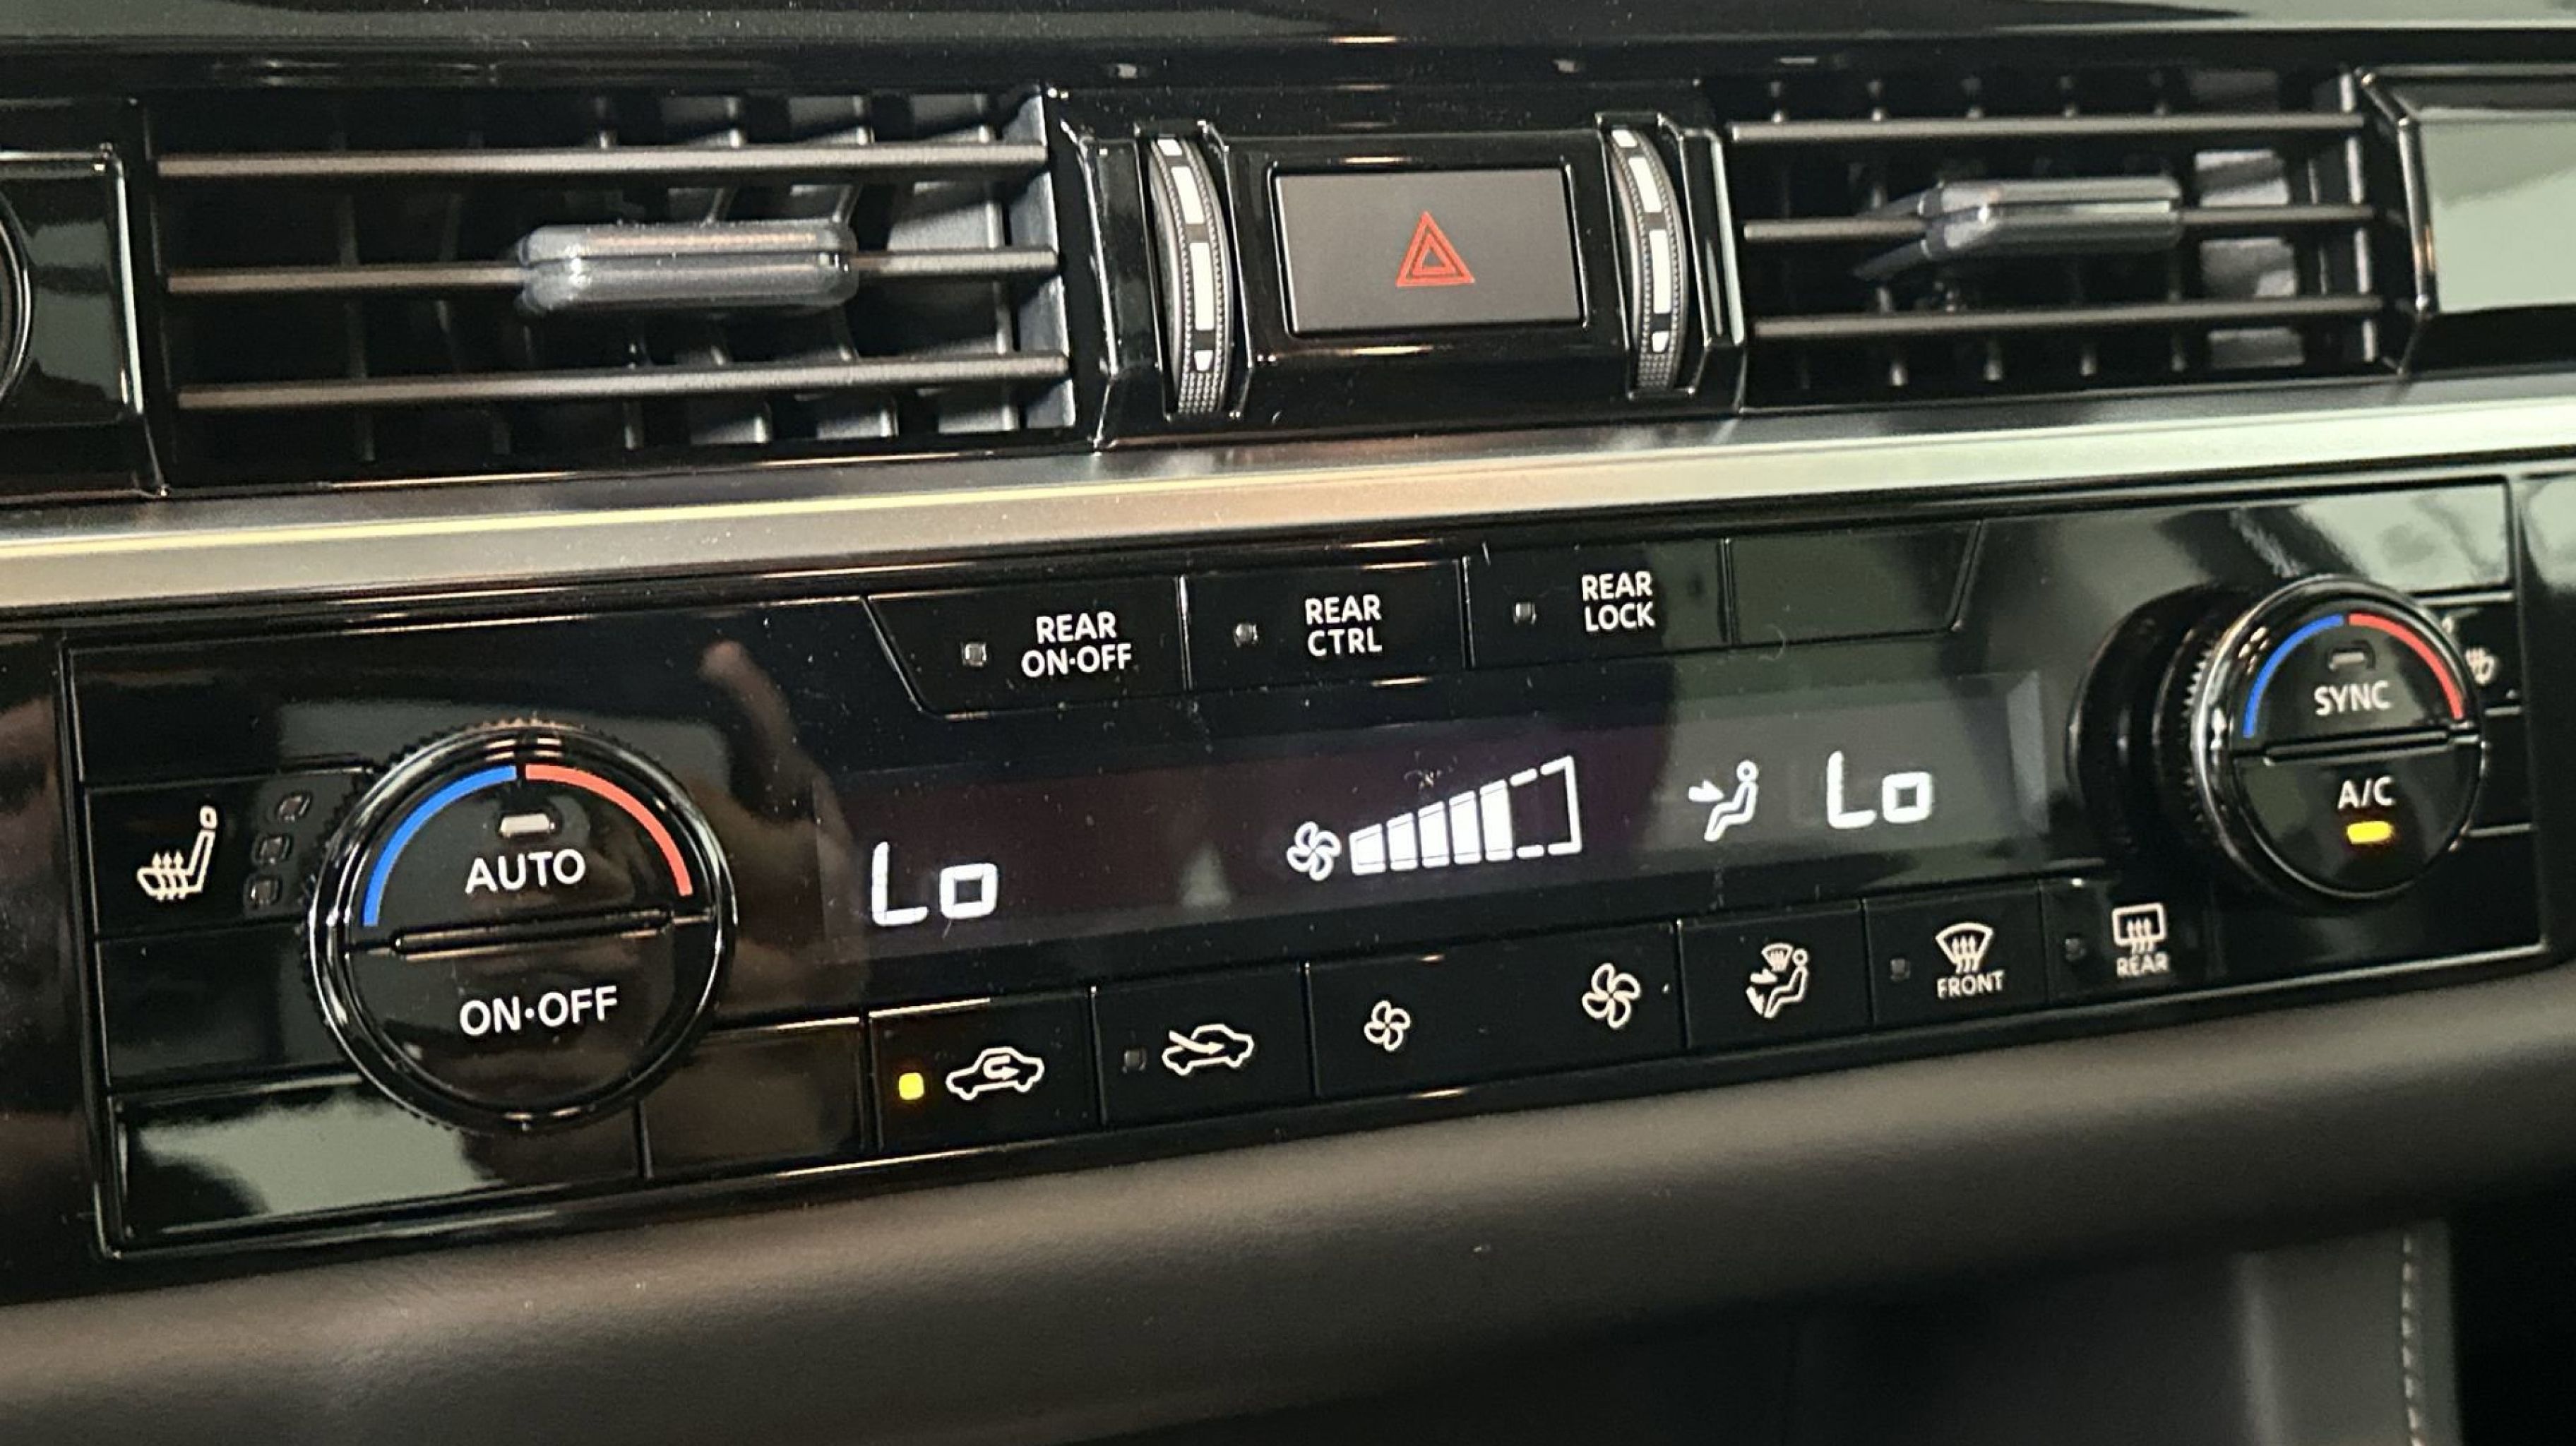 REAR
ON·OFF
REAR
CTRL
REAR
LOCK
SYNC
A/C
AUTO
ON·OFF
Lo
Lo
FRONT
REAR